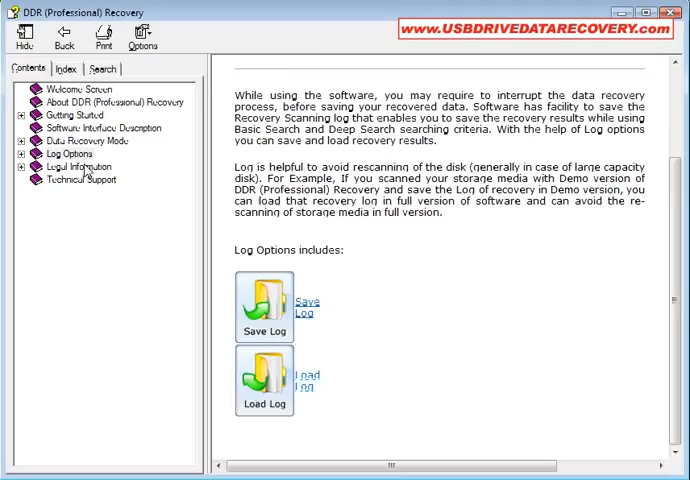 DDR (Professional) Recovery
www.USBDRIVEDATARECOVERY.com
Hide Back Print Options
Contents Index Search
Welcome Screen
About DDR (Professional) Recovery
Getting Started
Software Interface Description
Data Recovery Mode
Log Options
Legal Information
Technical Support
While using the software, you may require to interrupt the data recovery
process, before saving your recovered data. Software has facility to save the
Recovery Scanning log that enables you to save the recovery results while using
Basic Search and Deep Search searching criteria. With the help of Log options
you can save and load recovery results.
Log is helpful to avoid rescanning of the disk (generally in case of large capacity
disk). For Example, If you scanned your storage media with Demo version of
DDR (Professional) Recovery and save the Log of recovery in Demo version, you
can load that recovery log in full version of software and can avoid the re-
scanning of storage media in full version.
Log Options includes:
Save Log
Save
Log
Load Log
Load
Log